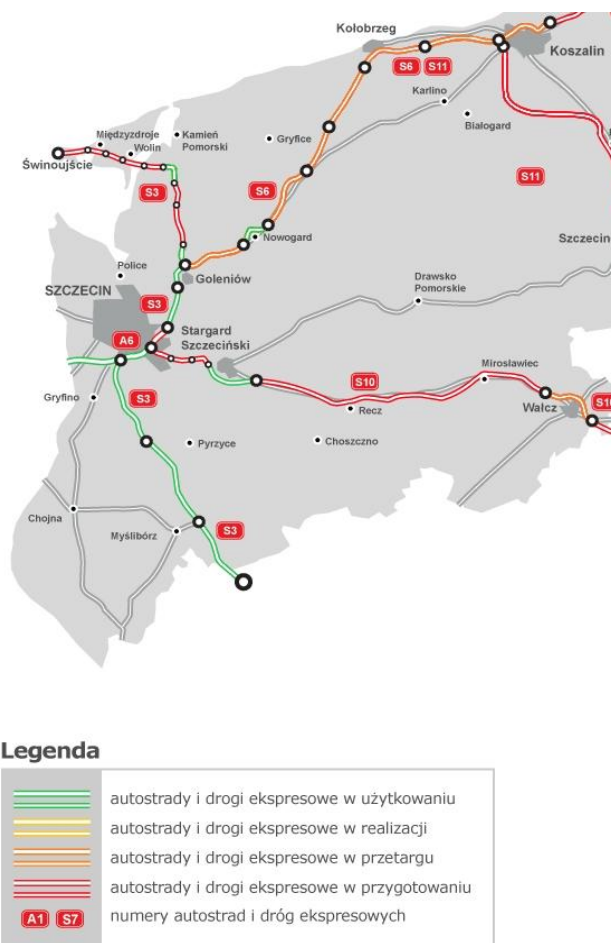 Kołobrzeg
Koszalin
S6 S11
Karlino
Białogard
Międzyzdroje
Kamień
Pomorski
Wolin
Gryfice
Świnoujście
S3
S6
S11
Nowogard
Szczecin
Police
Goleniów
Drawsko
Pomorskie
SZCZECIN
S3
Stargard
Szczeciński
A6
Mirosławiec
S10
Gryfino
S3
Recz
Wałcz
S10
Pyrzyce
Choszczno
Chojna
Myślibórz
S3
Legenda
autostrady i drogi ekspresowe w użytkowaniu
autostrady i drogi ekspresowe w realizacji
autostrady i drogi ekspresowe w przetargu
autostrady i drogi ekspresowe w przygotowaniu
A1 S7 numery autostrad i dróg ekspresowych